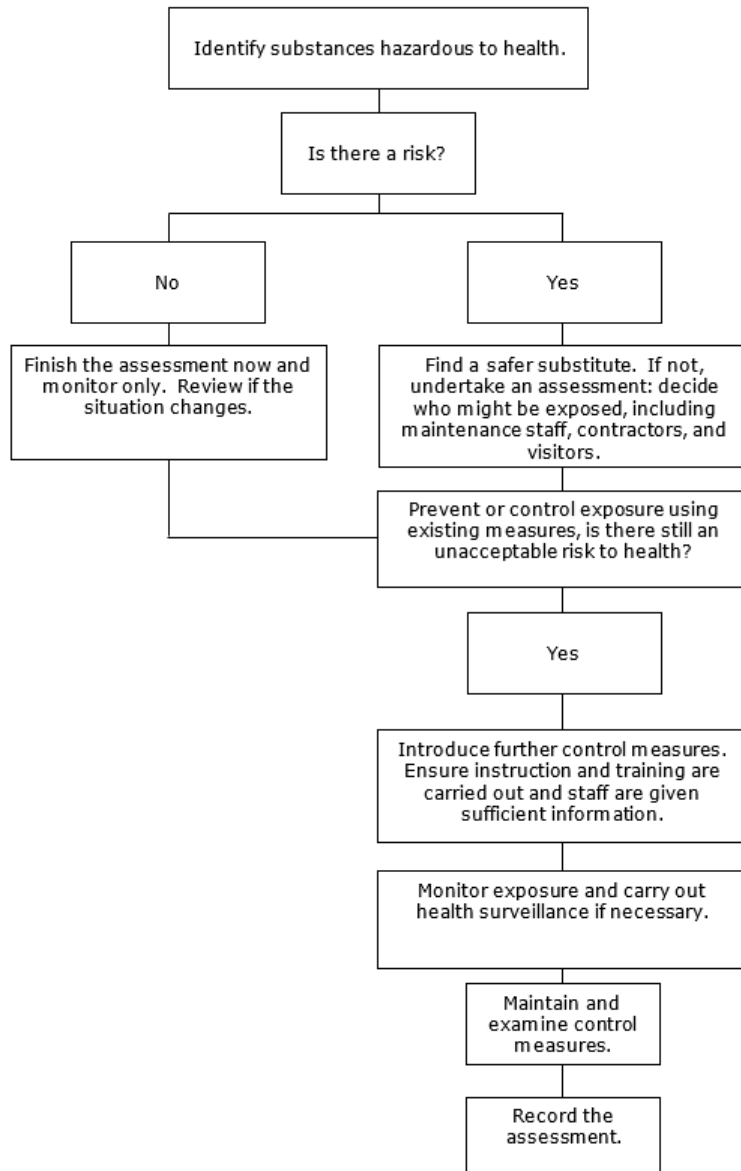 Identify substances hazardous to health.
Is there a risk?
No
Yes
Finish the assessment now and
monitor only.  Review if the
situation changes.
Find a safer substitute.  If not,
undertake an assessment: decide
who might be exposed, including
maintenance staff, contractors, and
visitors.
Prevent or control exposure using
existing measures, is there still an
unacceptable risk to health?
Yes
Introduce further control measures.
Ensure instruction and training are
carried out and staff are given
sufficient information.
Monitor exposure and carry out
health surveillance if necessary.
Maintain and
examine control
measures.
Record the
assessment.